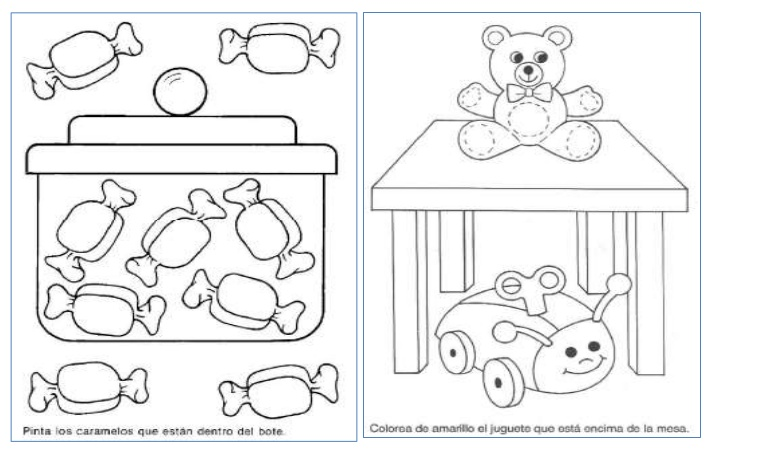 Pinta los caramelos que están dentro del bote.
Colorea de amarillo el juguete que está encima de la mesa.